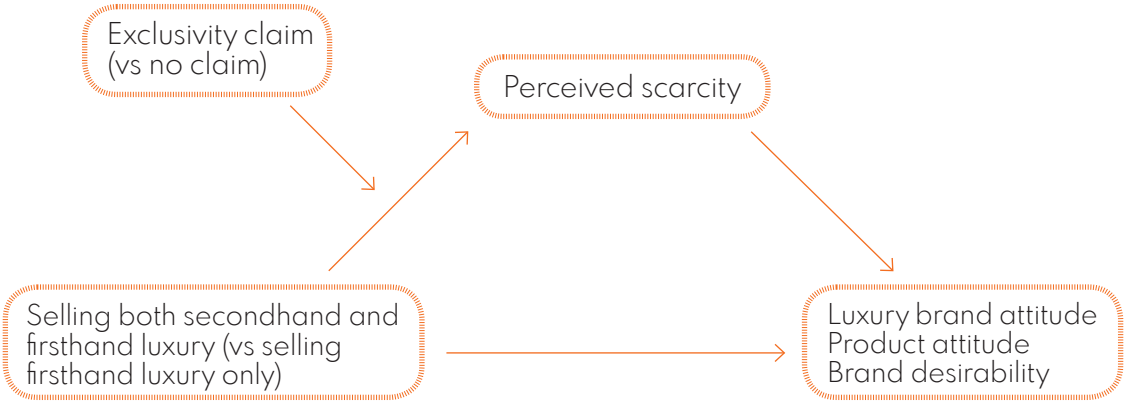 Exclusivity claim
(vs no claim)
Perceived scarcity
Selling both secondhand and
firsthand luxury (vs selling
firsthand luxury only)
Luxury brand attitude
Product attitude
Brand desirability